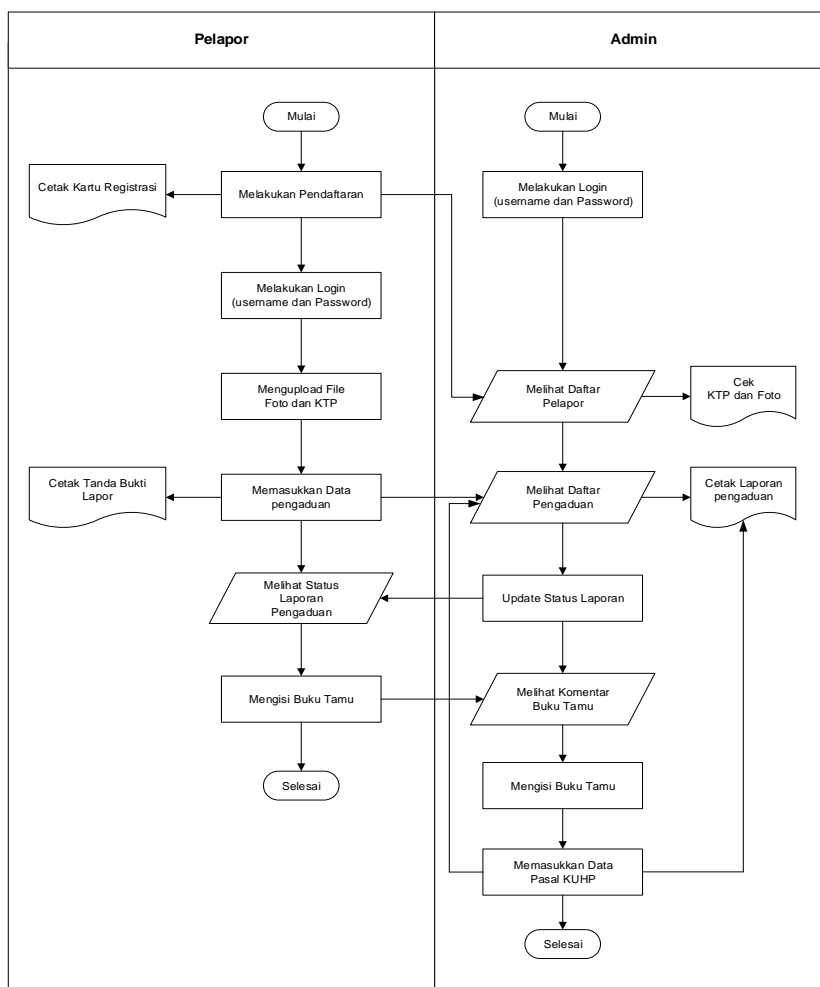 Pelapor
Admin
Mulai
Mulai
Cetak Kartu Registrasi
Melakukan Pendaftaran
Melakukan Login
(username dan Password)
Melakukan Login
(username dan Password)
Mengupload File
Foto dan KTP
Melihat Daftar
Pelapor
Cek
KTP dan Foto
Cetak Tanda Bukti
Lapor
Memasukkan Data
pengaduan
Melihat Daftar
Pengaduan
Cetak Laporan
pengaduan
Melihat Status
Laporan
Pengaduan
Update Status Laporan
Mengisi Buku Tamu
Melihat Komentar
Buku Tamu
Selesai
Mengisi Buku Tamu
Memasukkan Data
Pasal KUHP
Selesai